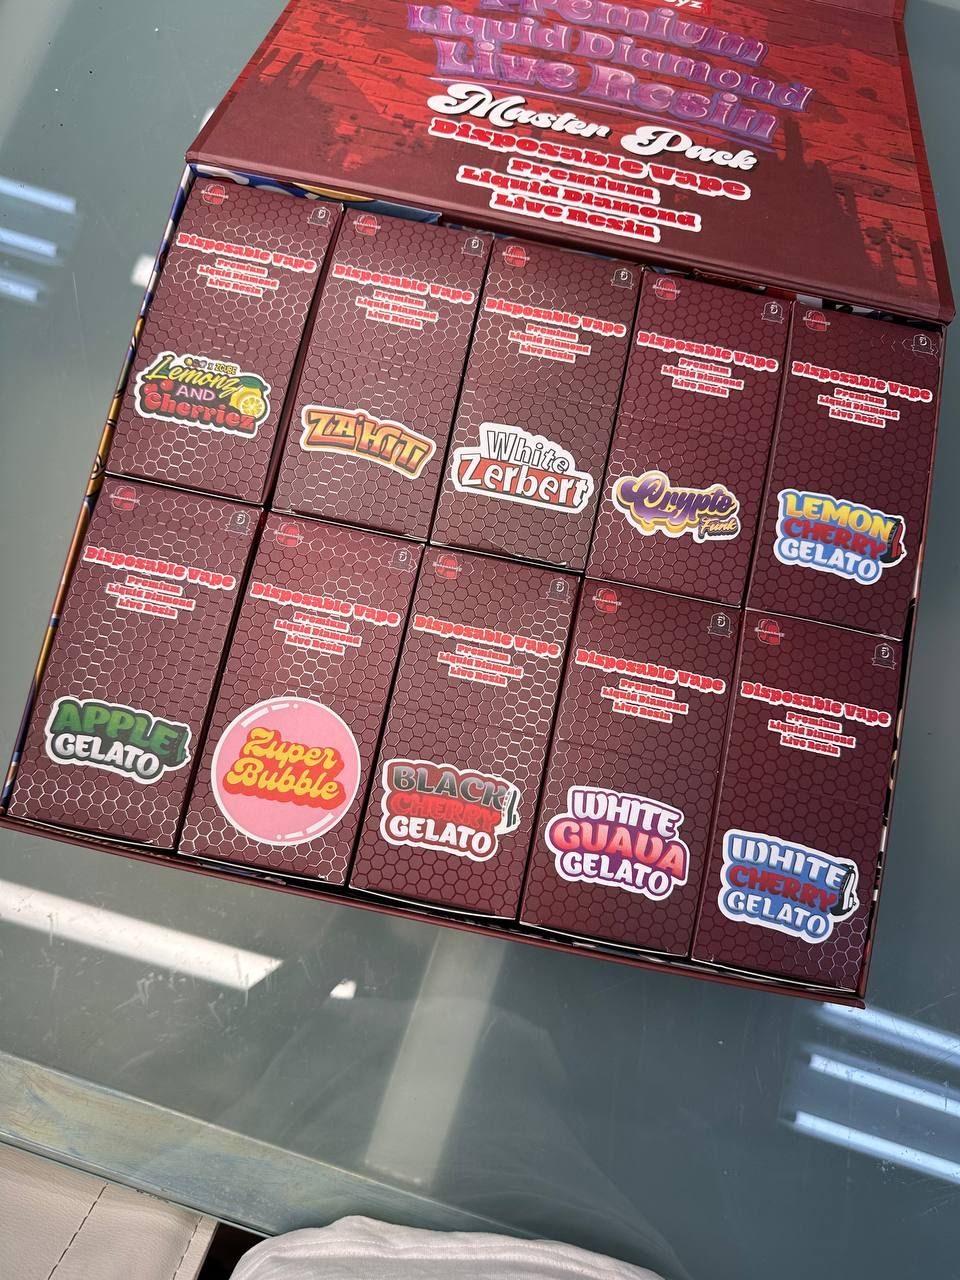 Premium
Liquid Diamond
Live Resin
Master Pack
Disposable Vape
Premium
Liquid Diamond
Live Resin
Disposable Vape
Premium
Liquid Diamond
Live Resin
X ZOBE
Lemonz
AND
Cherriez
Disposable Vape
Premium
Liquid Diamond
Live Resin
ZA'HITI
Disposable Vape
Premium
Liquid Diamond
Live Resin
White
Zerbert
Disposable Vape
Premium
Liquid Diamond
Live Resin
Crypto
Funk
Disposable Vape
Premium
Liquid Diamond
Live Resin
LEMON
CHERRY
GELATO
Disposable Vape
Premium
Liquid Diamond
Live Resin
APPLE
GELATO
Disposable Vape
Premium
Liquid Diamond
Live Resin
Zuper
Bubble
Disposable Vape
Premium
Liquid Diamond
Live Resin
BLACK
CHERRY
GELATO
Disposable Vape
Premium
Liquid Diamond
Live Resin
WHITE
GUAVA
GELATO
Disposable Vape
Premium
Liquid Diamond
Live Resin
WHITE
CHERRY
GELATO